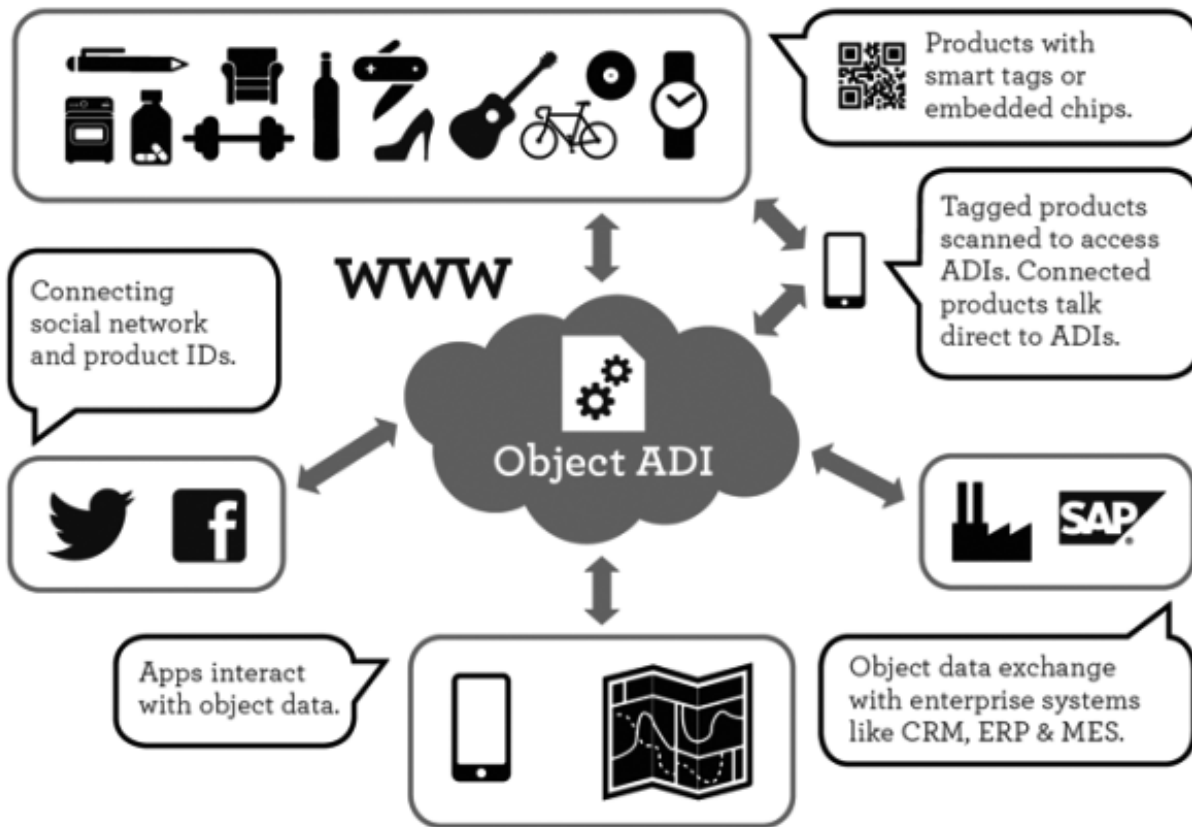 Products with
smart tags or
embedded chips.
Tagged products
scanned to access
ADIs. Connected
products talk
direct to ADIs.
WWW
Connecting
social network
and product IDs.
Object ADI
f
SAP®
Apps interact
with object data.
Object data exchange
with enterprise systems
like CRM, ERP & MES.